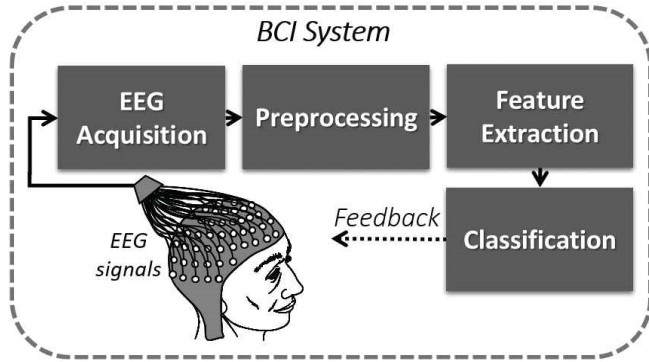 BCI System
EEG
Acquisition
Preprocessing
Feature
Extraction
Classification
Feedback
EEG
signals